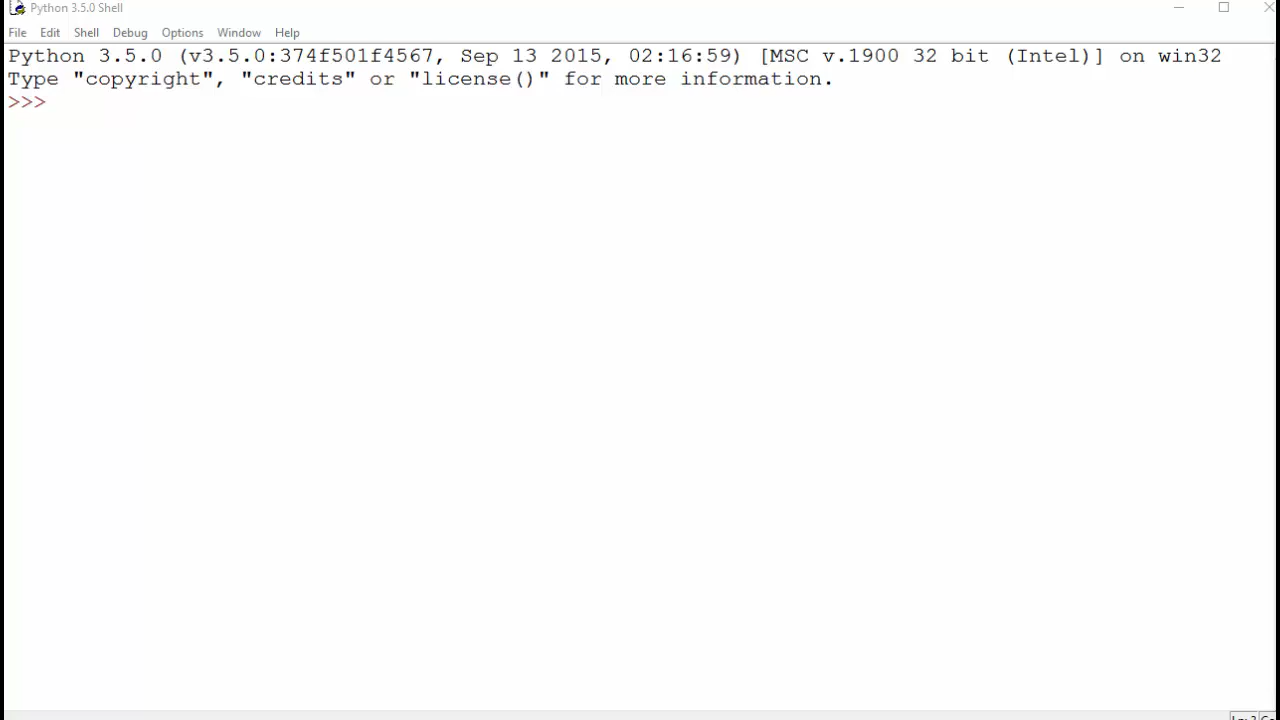 Python 3.5.0 Shell
File Edit Shell Debug Options Window Help
Python 3.5.0 (v3.5.0:374f501f4567, Sep 13 2015, 02:16:59) [MSC v.1900 32 bit (Intel)] on win32
Type "copyright", "credits" or "license()" for more information.
>>>